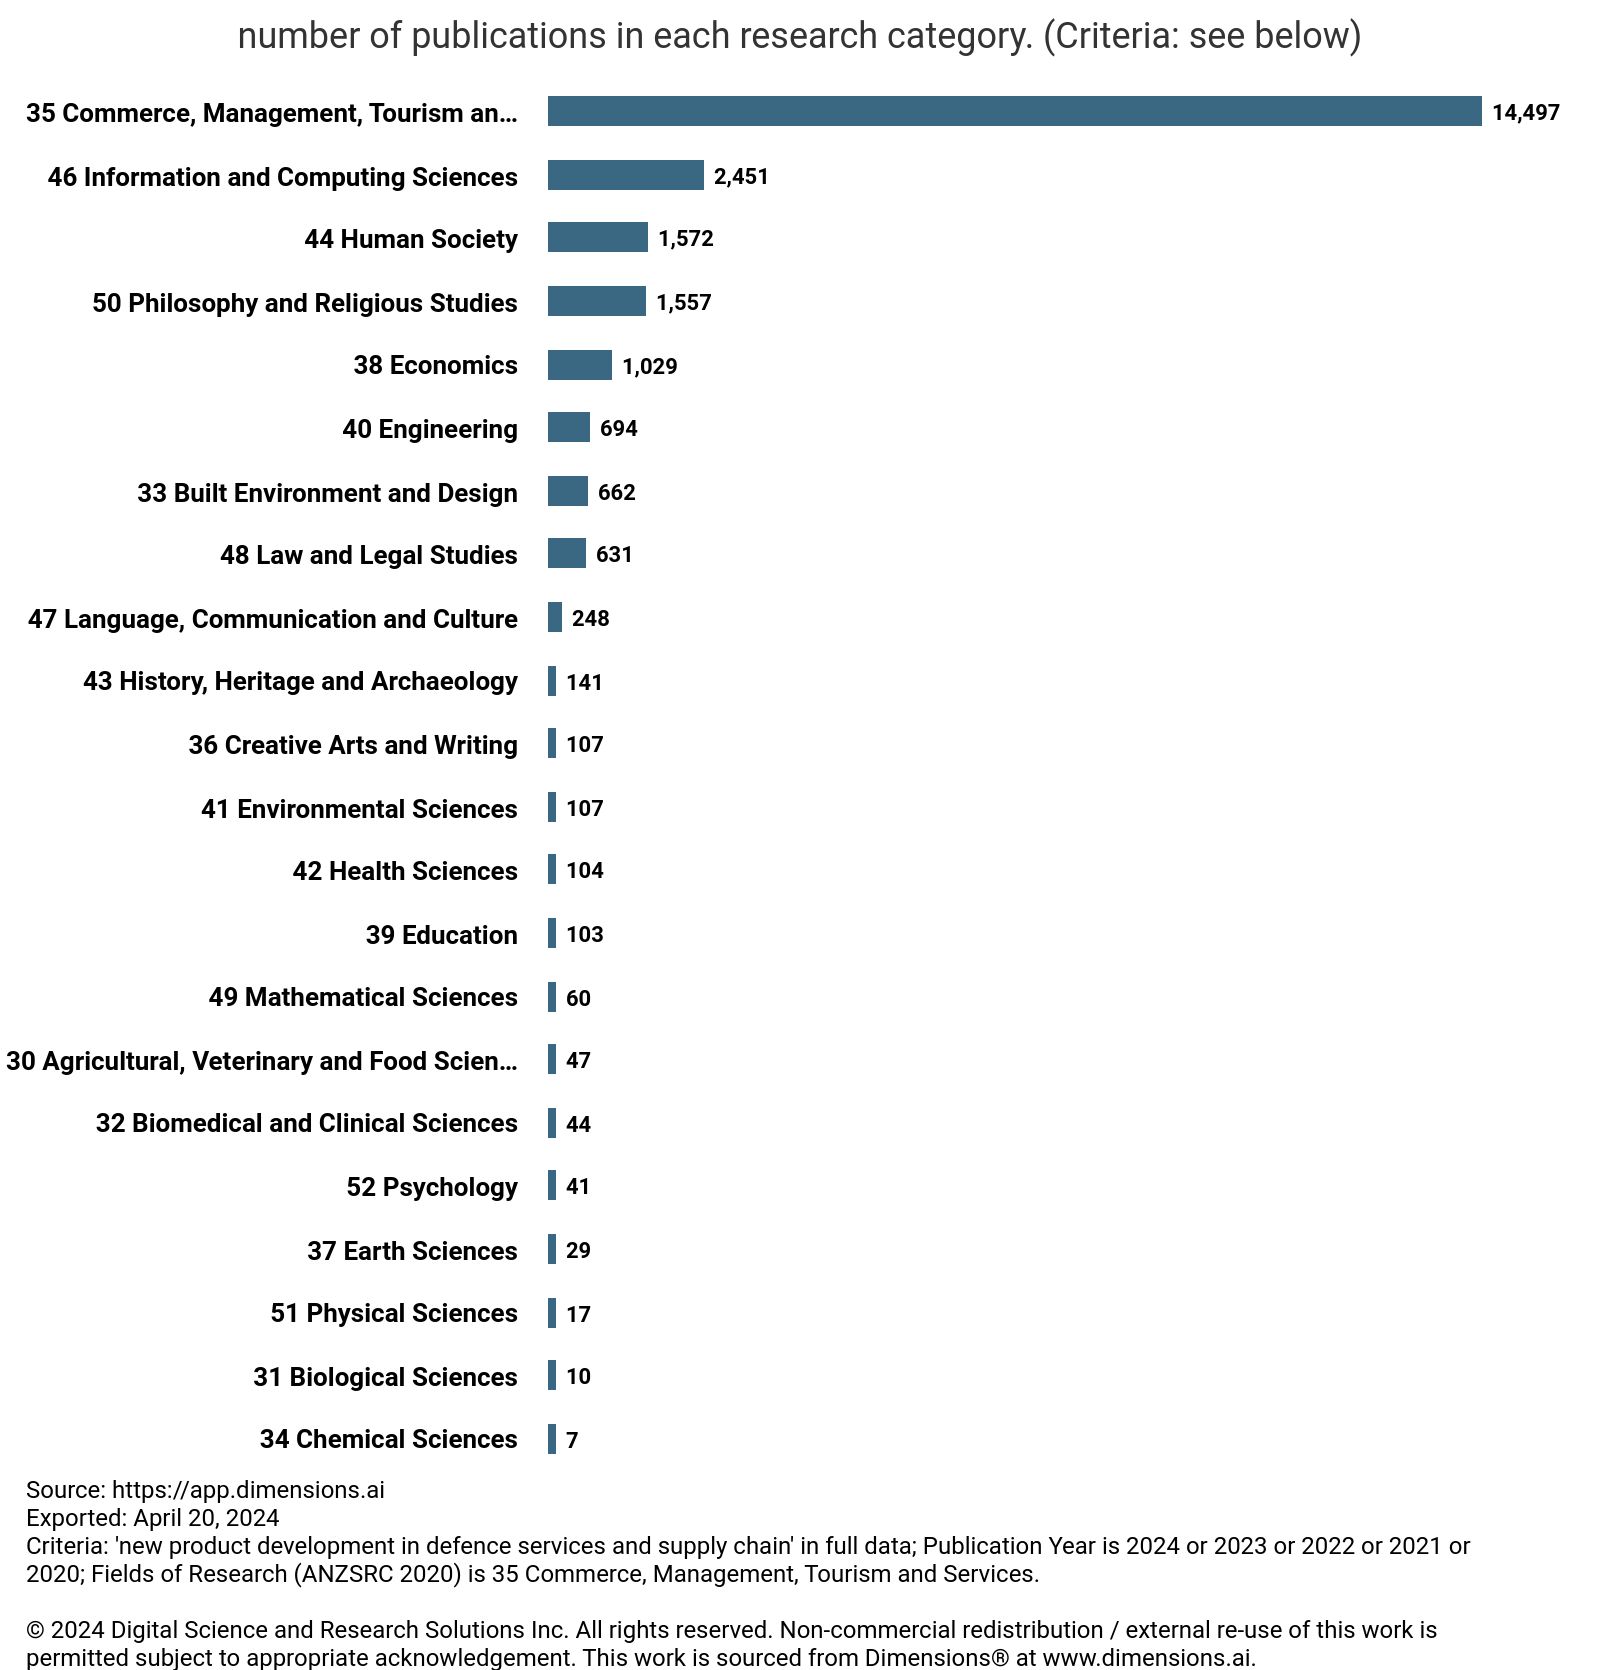 number of publications in each research category. (Criteria: see below)
35 Commerce, Management, Tourism an… 14,497
46 Information and Computing Sciences 2,451
44 Human Society 1,572
50 Philosophy and Religious Studies 1,557
38 Economics 1,029
40 Engineering 694
33 Built Environment and Design 662
48 Law and Legal Studies 631
47 Language, Communication and Culture 248
43 History, Heritage and Archaeology 141
36 Creative Arts and Writing 107
41 Environmental Sciences 107
42 Health Sciences 104
39 Education 103
49 Mathematical Sciences 60
30 Agricultural, Veterinary and Food Scien… 47
32 Biomedical and Clinical Sciences 44
52 Psychology 41
37 Earth Sciences 29
51 Physical Sciences 17
31 Biological Sciences 10
34 Chemical Sciences 7
Source: https://app.dimensions.ai
Exported: April 20, 2024
Criteria: 'new product development in defence services and supply chain' in full data; Publication Year is 2024 or 2023 or 2022 or 2021 or
2020; Fields of Research (ANZSRC 2020) is 35 Commerce, Management, Tourism and Services.
© 2024 Digital Science and Research Solutions Inc. All rights reserved. Non-commercial redistribution / external re-use of this work is
permitted subject to appropriate acknowledgement. This work is sourced from Dimensions® at www.dimensions.ai.